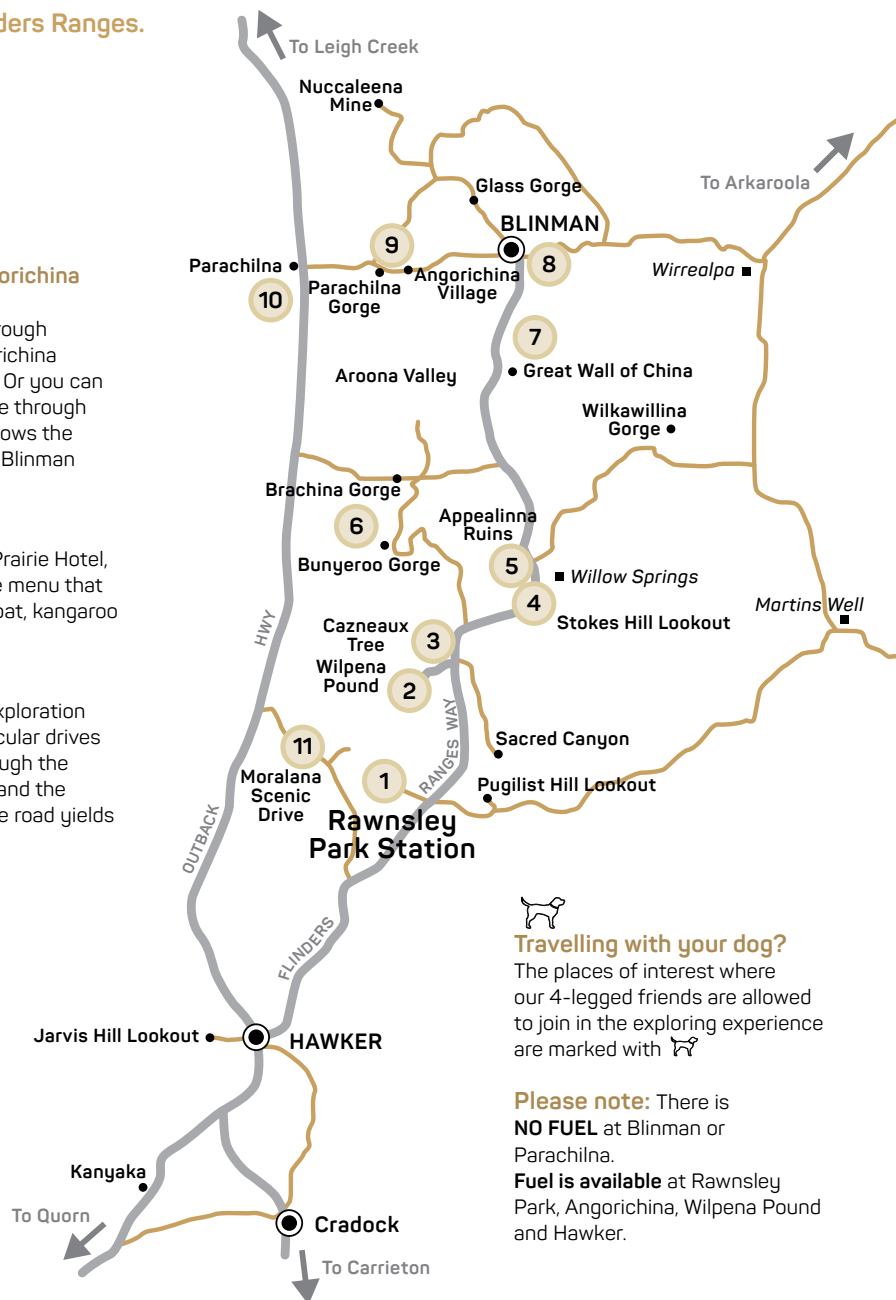 ders Ranges.
orichina
rough
richina
Or you can
e through
ows the
Blinman
Prairie Hotel,
e menu that
oat, kangaroo
xploration
cular drives
ugh the
and the
e road yields
To Leigh Creek
Nuccaleena
Mine
To Arkaroola
Glass Gorge
BLINMAN
9
8
Parachilna
10
Parachilna
Gorge
Angorichina
Village
Wirrealpa
7
Great Wall of China
Aroona Valley
Wilkawillina
Gorge
Brachina Gorge
6
Bunyeroo Gorge
Appealinna
Ruins
5
Willow Springs
4
Stokes Hill Lookout
Martins Well
HWY
Cazneaux
Tree
3
Wilpena
Pound
2
RANGES WAY
Sacred Canyon
11
Moralana
Scenic
Drive
1
Pugilist Hill Lookout
Rawnsley
Park Station
OUTBACK
FLINDERS
Jarvis Hill Lookout
HAWKER
Kanyaka
To Quorn
Cradock
To Carrieton
Travelling with your dog?
The places of interest where
our 4-legged friends are allowed
to join in the exploring experience
are marked with
Please note: There is
NO FUEL at Blinman or
Parachilna.
Fuel is available at Rawnsley
Park, Angorichina, Wilpena Pound
and Hawker.